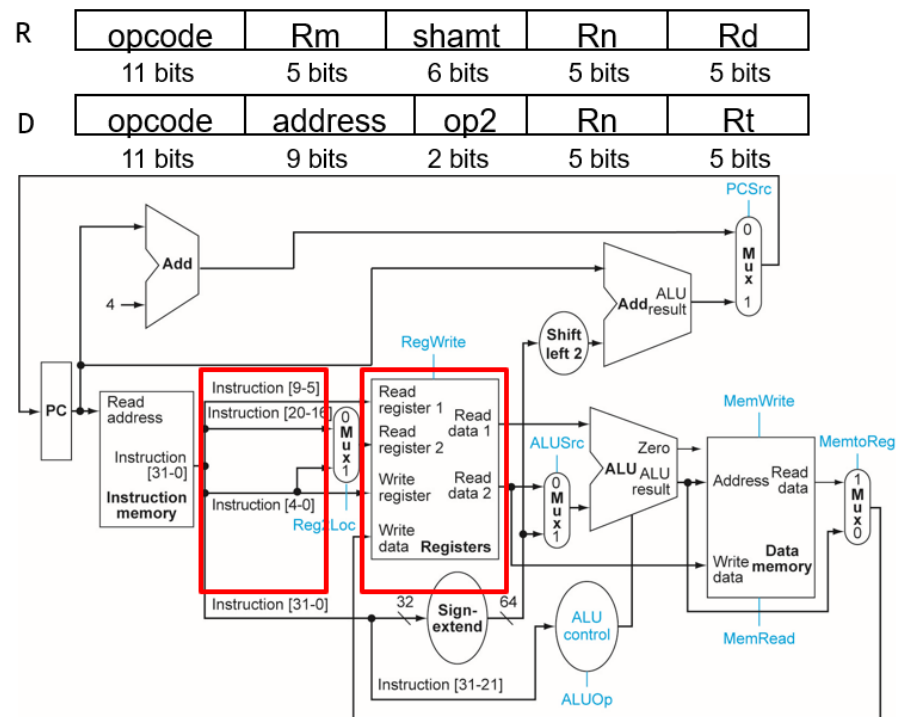 R opcode Rm shamt Rn Rd
11 bits 5 bits 6 bits 5 bits 5 bits
D opcode address op2 Rn Rt
11 bits 9 bits 2 bits 5 bits 5 bits
PCSrc
0
M
u
x
1
Add
4
Add ALU
result
Shift
left 2
RegWrite
PC
Read
address
Instruction
[31-0]
Instruction
memory
Instruction [9-5]
Instruction [20-16]
Instruction [4-0]
Instruction [31-0]
0
M
u
x
1
Reg2Loc
Read
register 1
Read
register 2
Write
register
Write
data
Read
data 1
Read
data 2
Registers
ALUSrc
0
M
u
x
1
Zero
ALU
ALU
result
MemWrite
Address
Read
data
Write
data
Data
memory
MemRead
MemtoReg
1
M
u
x
0
32
Sign-
extend
64
ALU
control
ALUOp
Instruction [31-21]